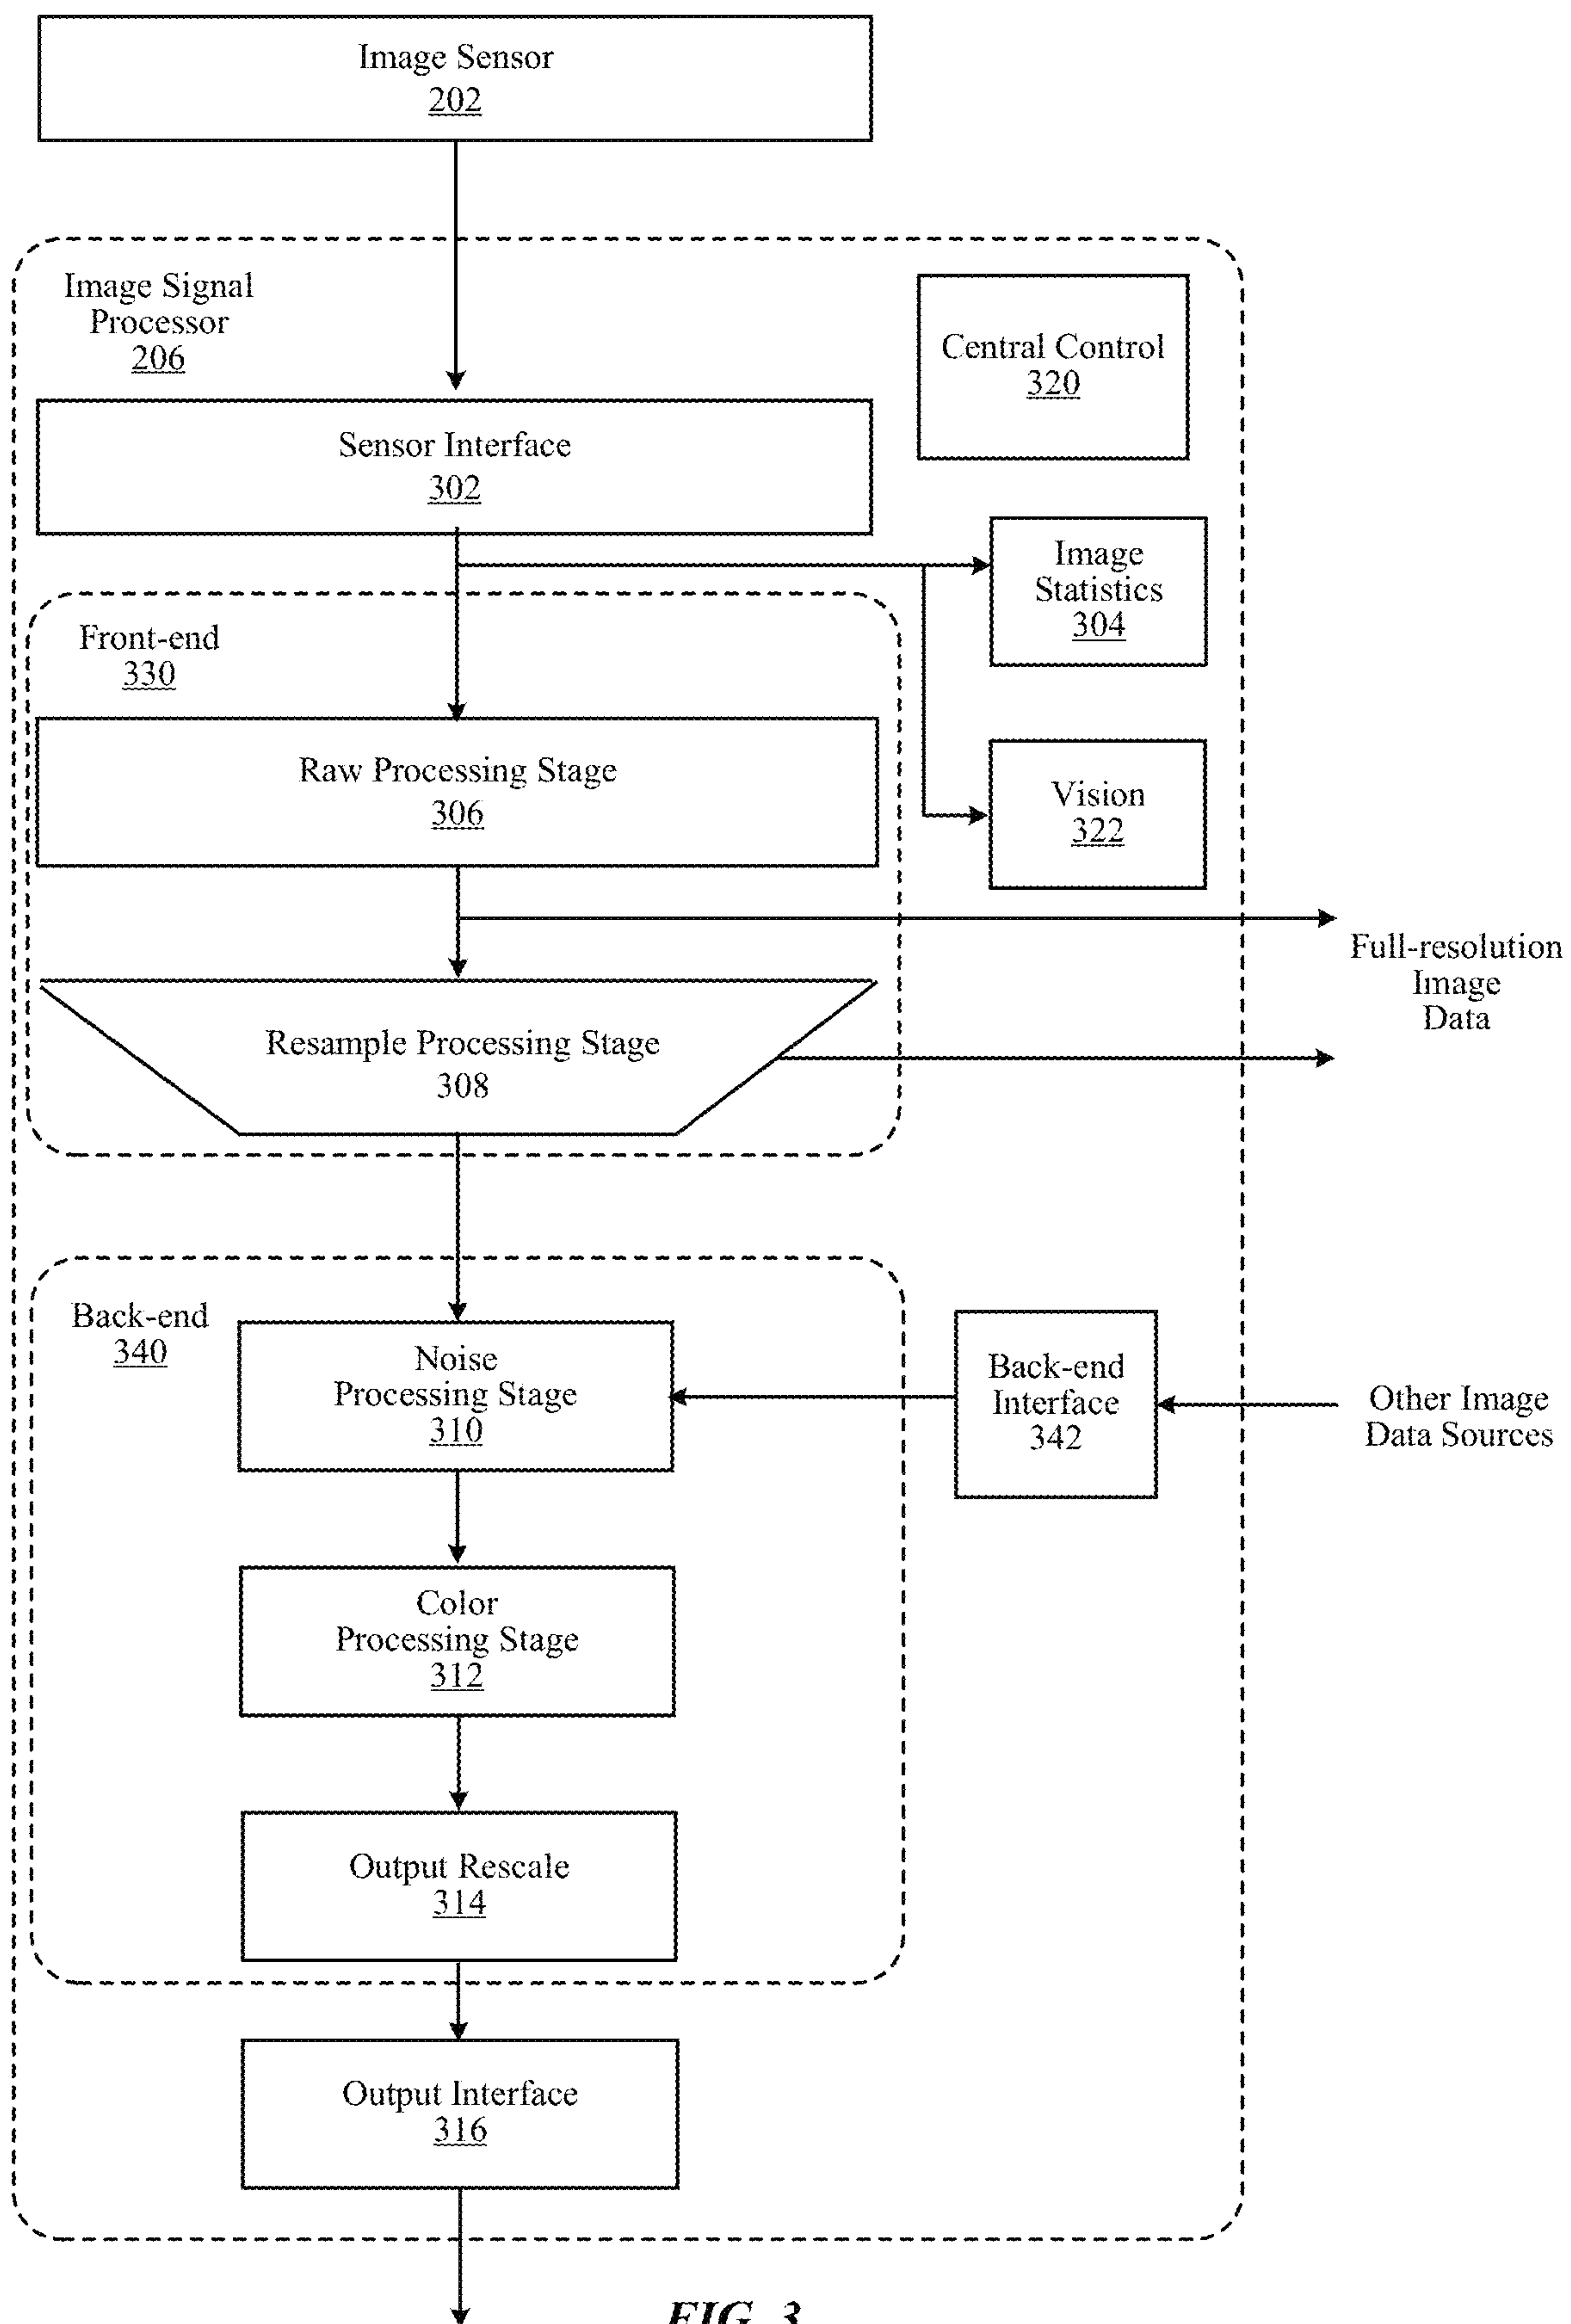 Image Sensor
202
Image Signal
Processor
206
Central Control
320
Sensor Interface
302
Image
Statistics
304
Front-end
330
Raw Processing Stage
306
Vision
322
Full-resolution
Image
Data
Resample Processing Stage
308
Back-end
340
Noise
Processing Stage
310
Back-end
Interface
342
Other Image
Data Sources
Color
Processing Stage
312
Output Rescale
314
Output Interface
316
FIG. 3